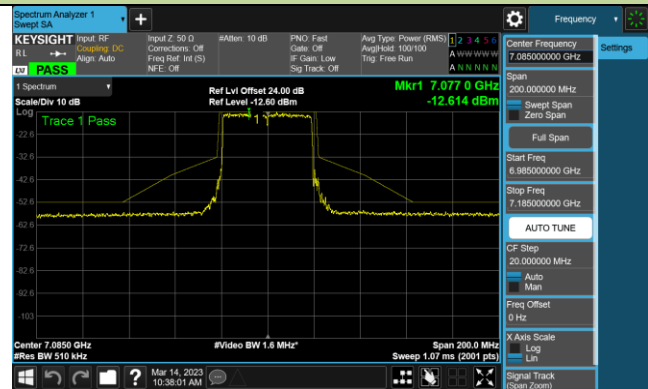 Spectrum Analyzer 1
Swept SA
Frequency
KEYSIGHT
Input: RF
Coupling: DC
Align: Auto
Input Z: 50 Ω
Corrections: Off
Freq Ref: Int (S)
NFE: Off
#Atten: 10 dB
PNO: Fast
Gate: Off
IF Gain: Low
Sig Track: Off
Avg Type: Power (RMS)
Avg|Hold: 100/100
Trig: Free Run
1 2 3 4 5 6
A W W W W W
A N N N N N
RL
LXI PASS
1 Spectrum
Scale/Div 10 dB
Ref Lvl Offset 24.00 dB
Ref Level -12.60 dBm
Mkr1 7.077 0 GHz
-12.614 dBm
Log
Trace 1 Pass
1
-22.6
-32.6
-42.6
-52.6
-62.6
-72.6
-82.6
-92.6
-103
Center 7.0850 GHz
#Res BW 510 kHz
#Video BW 1.6 MHz*
Span 200.0 MHz
Sweep 1.07 ms (2001 pts)
Mar 14, 2023
10:38:01 AM
Center Frequency
7.085000000 GHz
Settings
Span
200.000000 MHz
Swept Span
Zero Span
Full Span
Start Freq
6.985000000 GHz
Stop Freq
7.185000000 GHz
AUTO TUNE
CF Step
20.000000 MHz
Auto
Man
Freq Offset
0 Hz
X Axis Scale
Log
Lin
Signal Track
(Span Zoom)